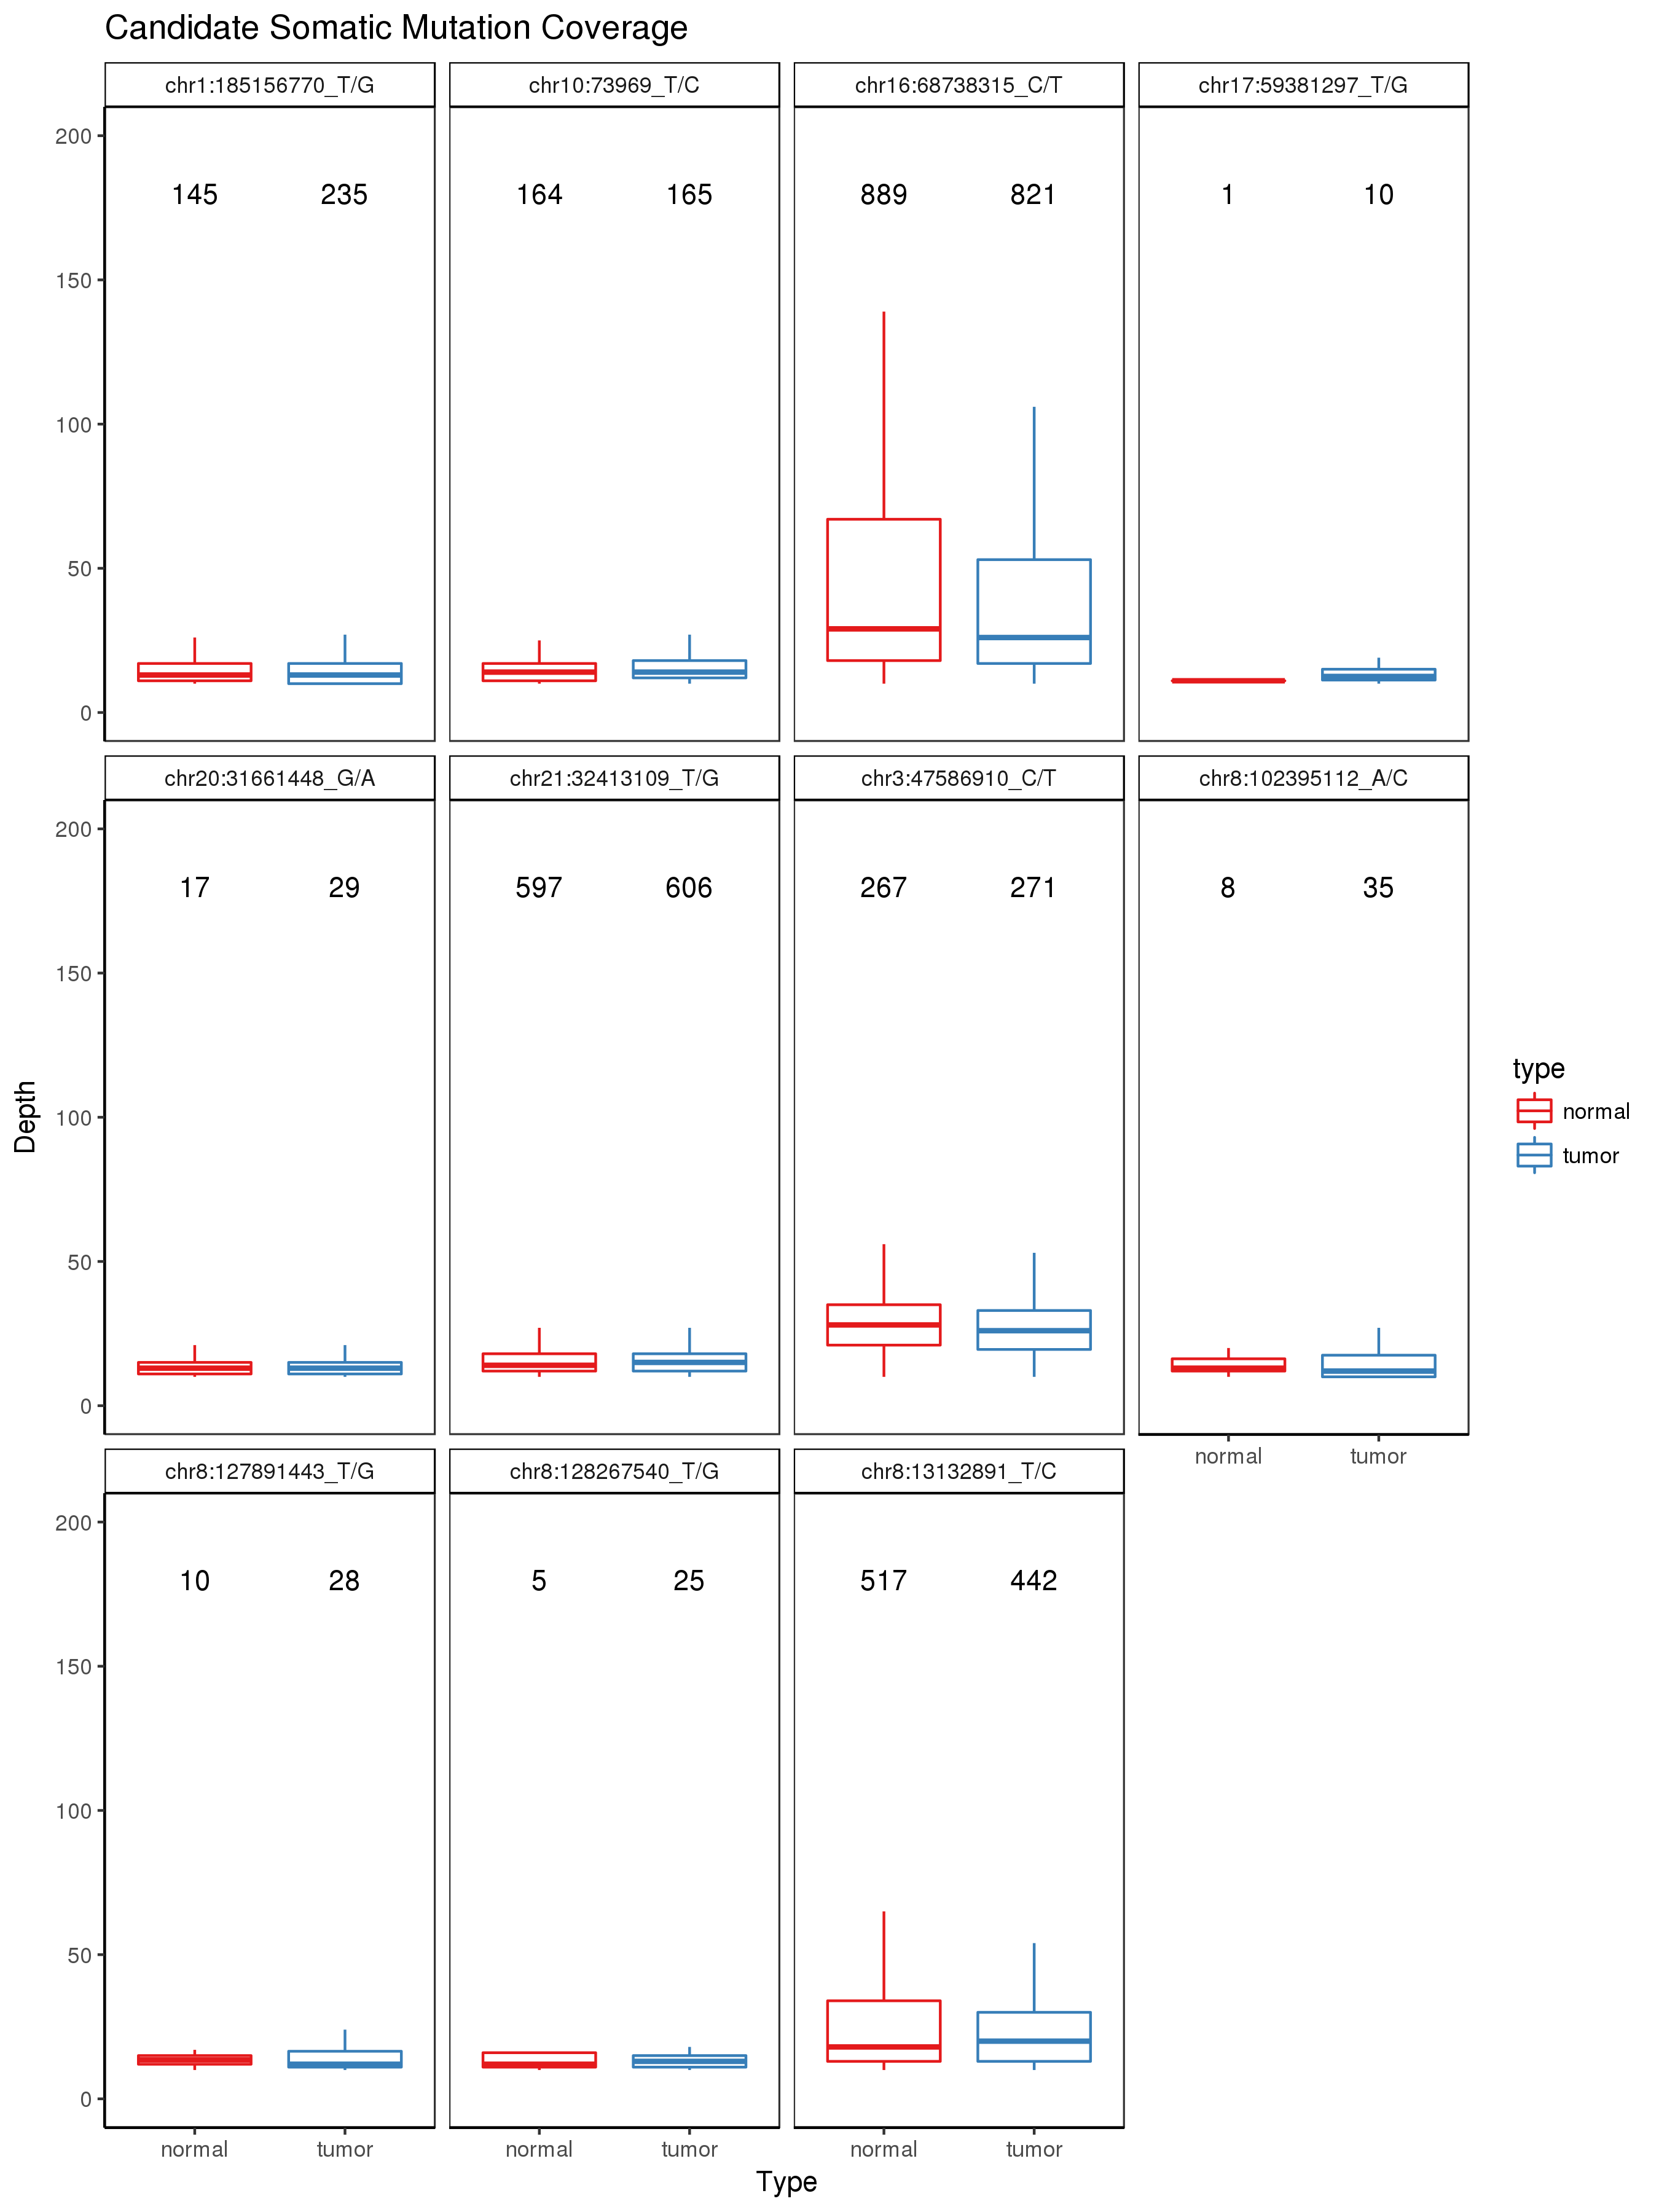 Candidate Somatic Mutation Coverage
chr1:185156770_T/G chr10:73969_T/C chr16:68738315_C/T chr17:59381297_T/G
200
145 235 164 165 889 821 1 10
150
100
50
0
chr20:31661448_G/A chr21:32413109_T/G chr3:47586910_C/T chr8:102395112_A/C
200
17 29 597 606 267 271 8 35
150
100
50
0
normal tumor
Depth
type
normal
tumor
chr8:127891443_T/G chr8:128267540_T/G chr8:13132891_T/C
200
10 28 5 25 517 442
150
100
50
0
normal tumor normal tumor normal tumor
Type